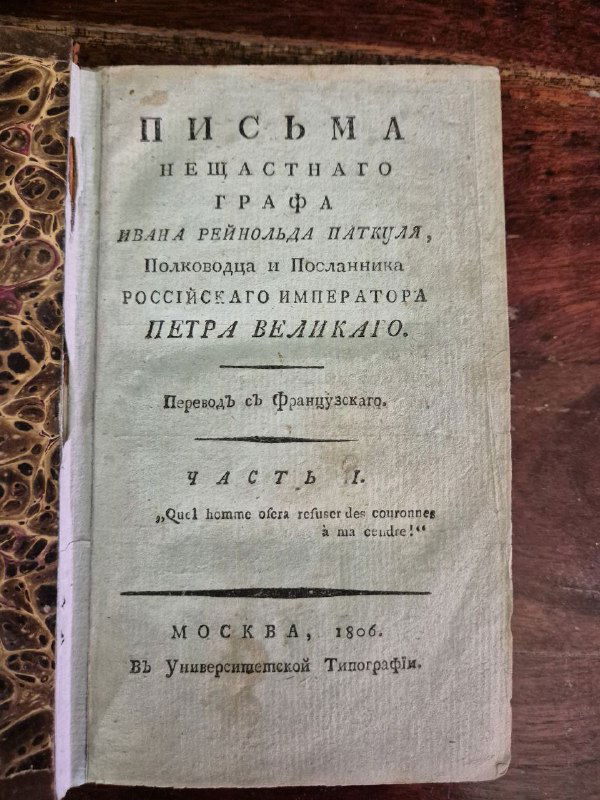 ПИСЬМА
НЕЩАСТНАГО
ГРАФА
ИВАНА РЕЙНОЛЬДА ПАТКУЛЯ,
Полководца и Посланника
РОССІЙСКАГО ИМПЕРАТОРА
ПЕТРА ВЕЛИКАГО.
Переводъ съ Французскаго.
ЧАСТЬ I.
„Quel homme oſera refuser des couronnes
à ma cendre!“
МОСКВА, 1806.
Въ Университетской Типографїи.